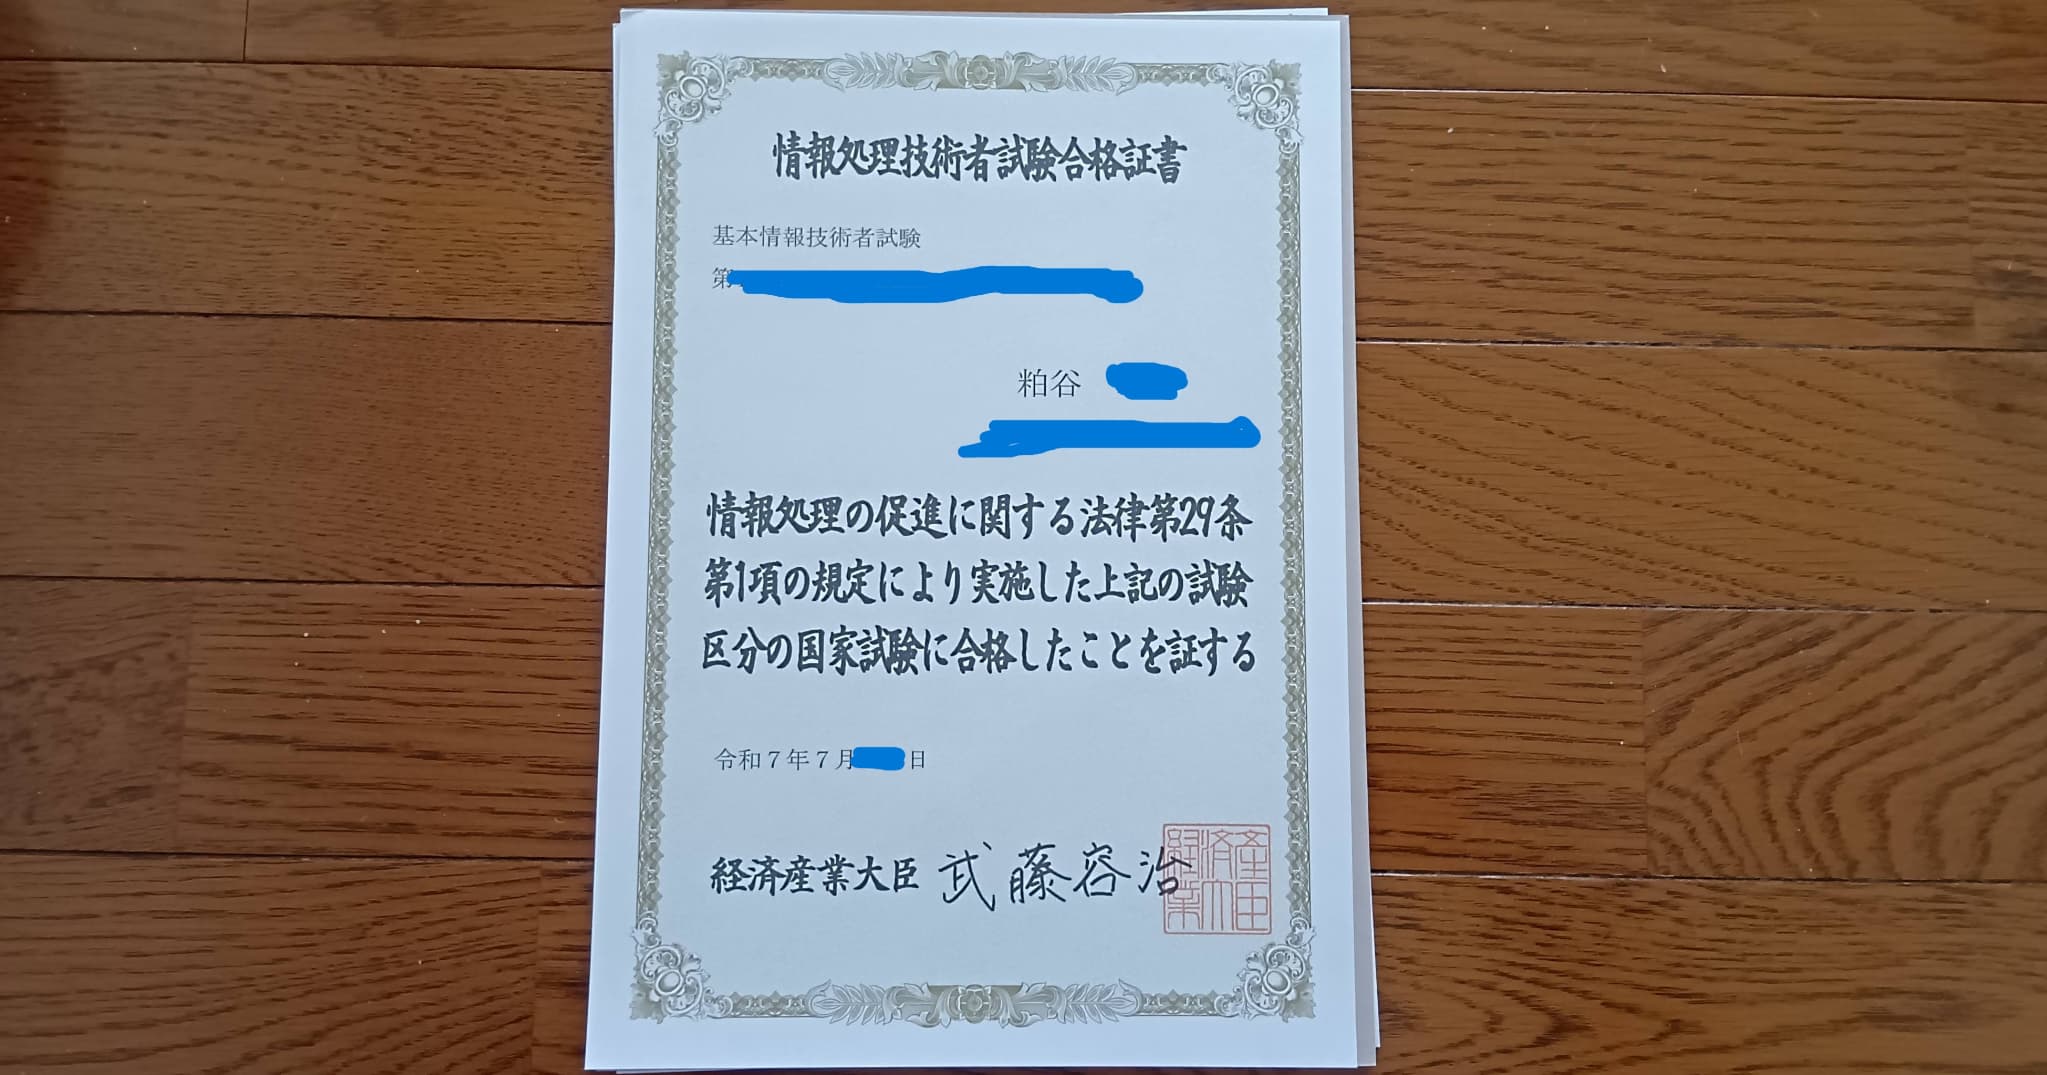 情報処理技術者試験合格証書
基本情報技術者試験
第
粕谷
情報処理の促進に関する法律第29条
第1項の規定により実施した上記の試験
区分の国家試験に合格したことを証する
令和7年7月 日
経済産業大臣 武藤容治